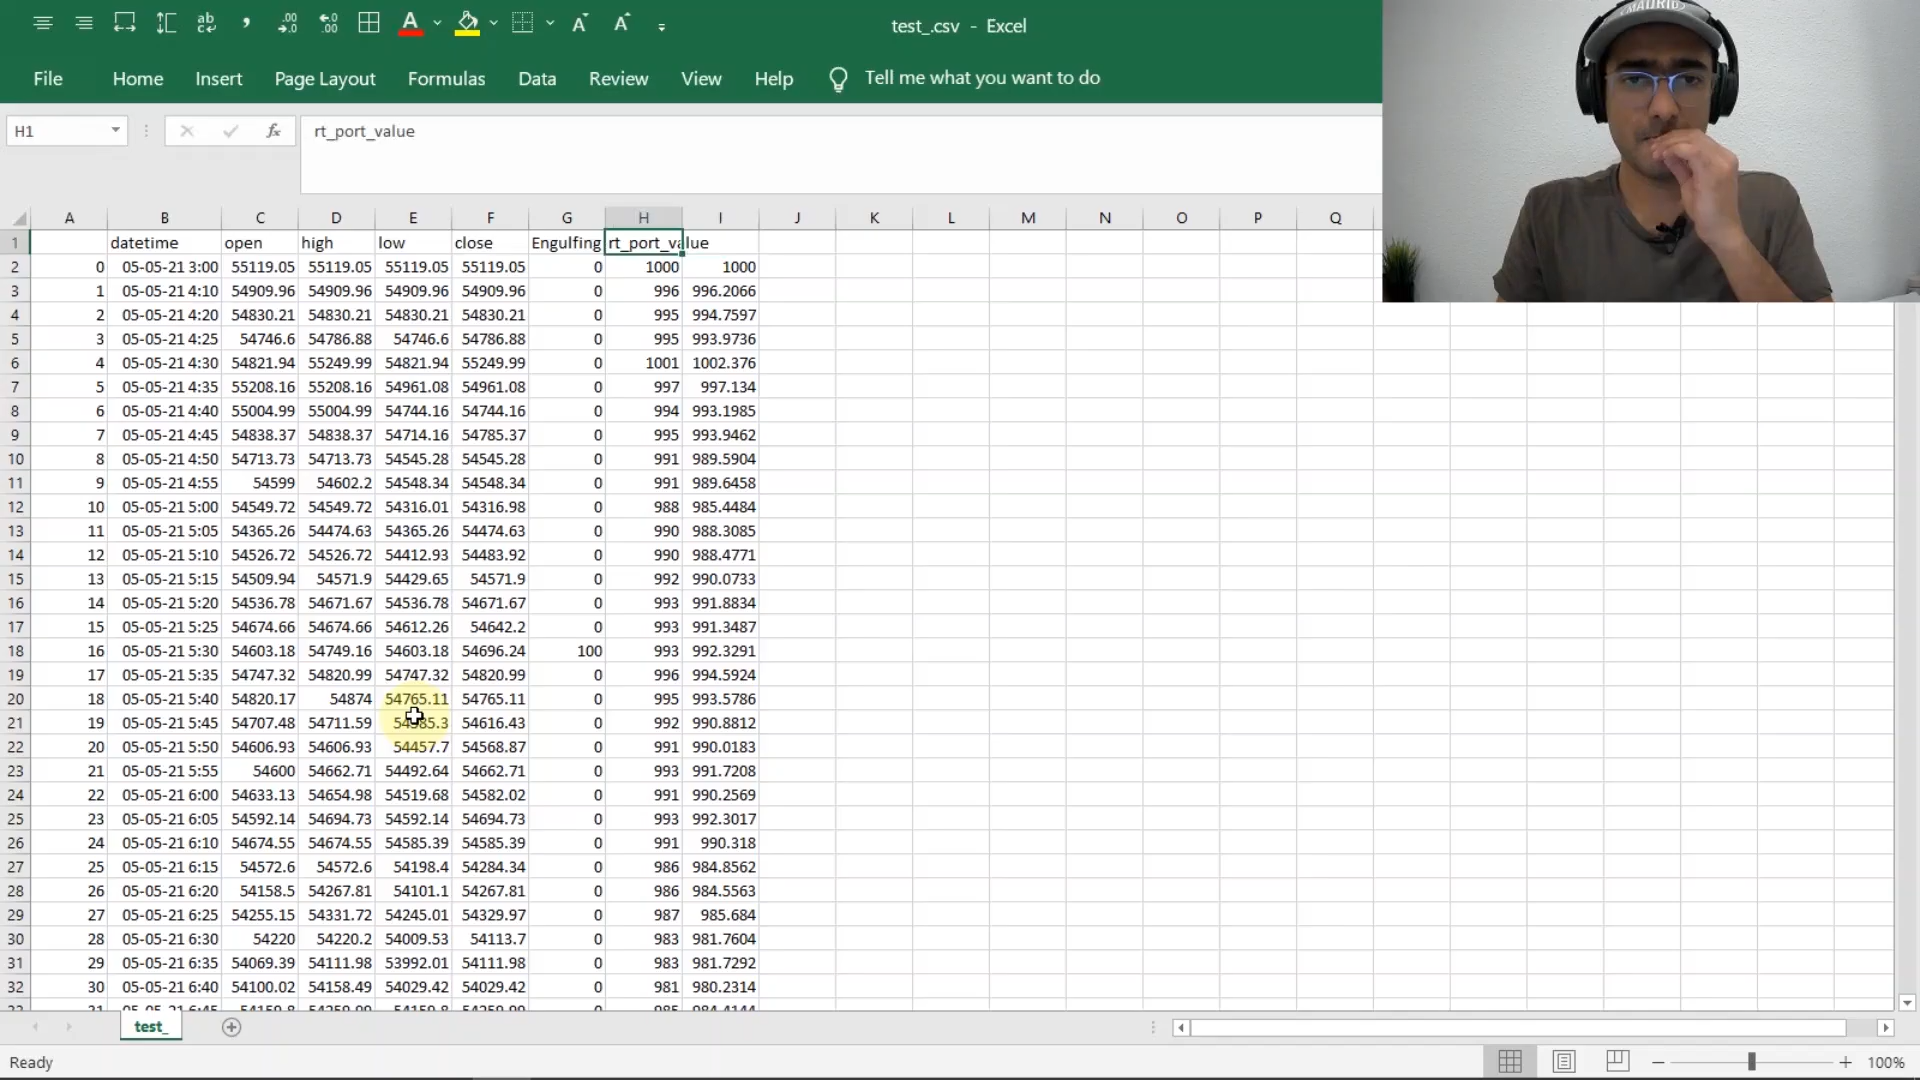 test_.csv - Excel
MADRID
File Home Insert Page Layout Formulas Data Review View Help Tell me what you want to do
H1 fx rt_port_value
A B C D E F G H I J K L M N O P Q
1 datetime open high low close Engulfing rt_port_value
2 0 05-05-21 3:00 55119.05 55119.05 55119.05 55119.05 0 1000 1000
3 1 05-05-21 4:10 54909.96 54909.96 54909.96 54909.96 0 996 996.2066
4 2 05-05-21 4:20 54830.21 54830.21 54830.21 54830.21 0 995 994.7597
5 3 05-05-21 4:25 54746.6 54786.88 54746.6 54786.88 0 995 993.9736
6 4 05-05-21 4:30 54821.94 55249.99 54821.94 55249.99 0 1001 1002.376
7 5 05-05-21 4:35 55208.16 55208.16 54961.08 54961.08 0 997 997.134
8 6 05-05-21 4:40 55004.99 55004.99 54744.16 54744.16 0 994 993.1985
9 7 05-05-21 4:45 54838.37 54838.37 54714.16 54785.37 0 995 993.9462
10 8 05-05-21 4:50 54713.73 54713.73 54545.28 54545.28 0 991 989.5904
11 9 05-05-21 4:55 54599 54602.2 54548.34 54548.34 0 991 989.6458
12 10 05-05-21 5:00 54549.72 54549.72 54316.01 54316.98 0 988 985.4484
13 11 05-05-21 5:05 54365.26 54474.63 54365.26 54474.63 0 990 988.3085
14 12 05-05-21 5:10 54526.72 54526.72 54412.93 54483.92 0 990 988.4771
15 13 05-05-21 5:15 54509.94 54571.9 54429.65 54571.9 0 992 990.0733
16 14 05-05-21 5:20 54536.78 54671.67 54536.78 54671.67 0 993 991.8834
17 15 05-05-21 5:25 54674.66 54674.66 54612.26 54642.2 0 993 991.3487
18 16 05-05-21 5:30 54603.18 54749.16 54603.18 54696.24 100 993 992.3291
19 17 05-05-21 5:35 54747.32 54820.99 54747.32 54820.99 0 996 994.5924
20 18 05-05-21 5:40 54820.17 54874 54765.11 54765.11 0 995 993.5786
21 19 05-05-21 5:45 54707.48 54711.59 54616.43 0 992 990.8812
22 20 05-05-21 5:50 54606.93 54606.93 54457.7 54568.87 0 991 990.0183
23 21 05-05-21 5:55 54600 54662.71 54492.64 54662.71 0 993 991.7208
24 22 05-05-21 6:00 54633.13 54654.98 54519.68 54582.02 0 991 990.2569
25 23 05-05-21 6:05 54592.14 54694.73 54592.14 54694.73 0 993 992.3017
26 24 05-05-21 6:10 54674.55 54674.55 54585.39 54585.39 0 991 990.318
27 25 05-05-21 6:15 54572.6 54572.6 54198.4 54284.34 0 986 984.8562
28 26 05-05-21 6:20 54158.5 54267.81 54101.1 54267.81 0 986 984.5563
29 27 05-05-21 6:25 54255.15 54331.72 54245.01 54329.97 0 987 985.684
30 28 05-05-21 6:30 54220 54220.2 54009.53 54113.7 0 983 981.7604
31 29 05-05-21 6:35 54069.39 54111.98 53992.01 54111.98 0 983 981.7292
32 30 05-05-21 6:40 54100.02 54158.49 54029.42 54029.42 0 981 980.2314
test_
Ready 100%